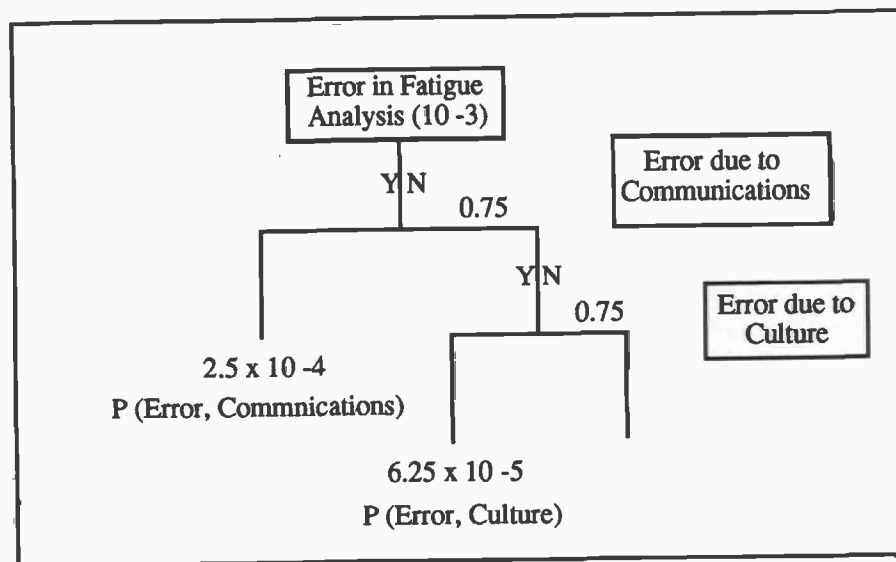 Error in Fatigue
Analysis (10 -3)
Error due to
Communications
Y N
0.75
Error due to
Culture
Y N
0.75
2.5 x 10 -4
P (Error, Commnications)
6.25 x 10 -5
P (Error, Culture)